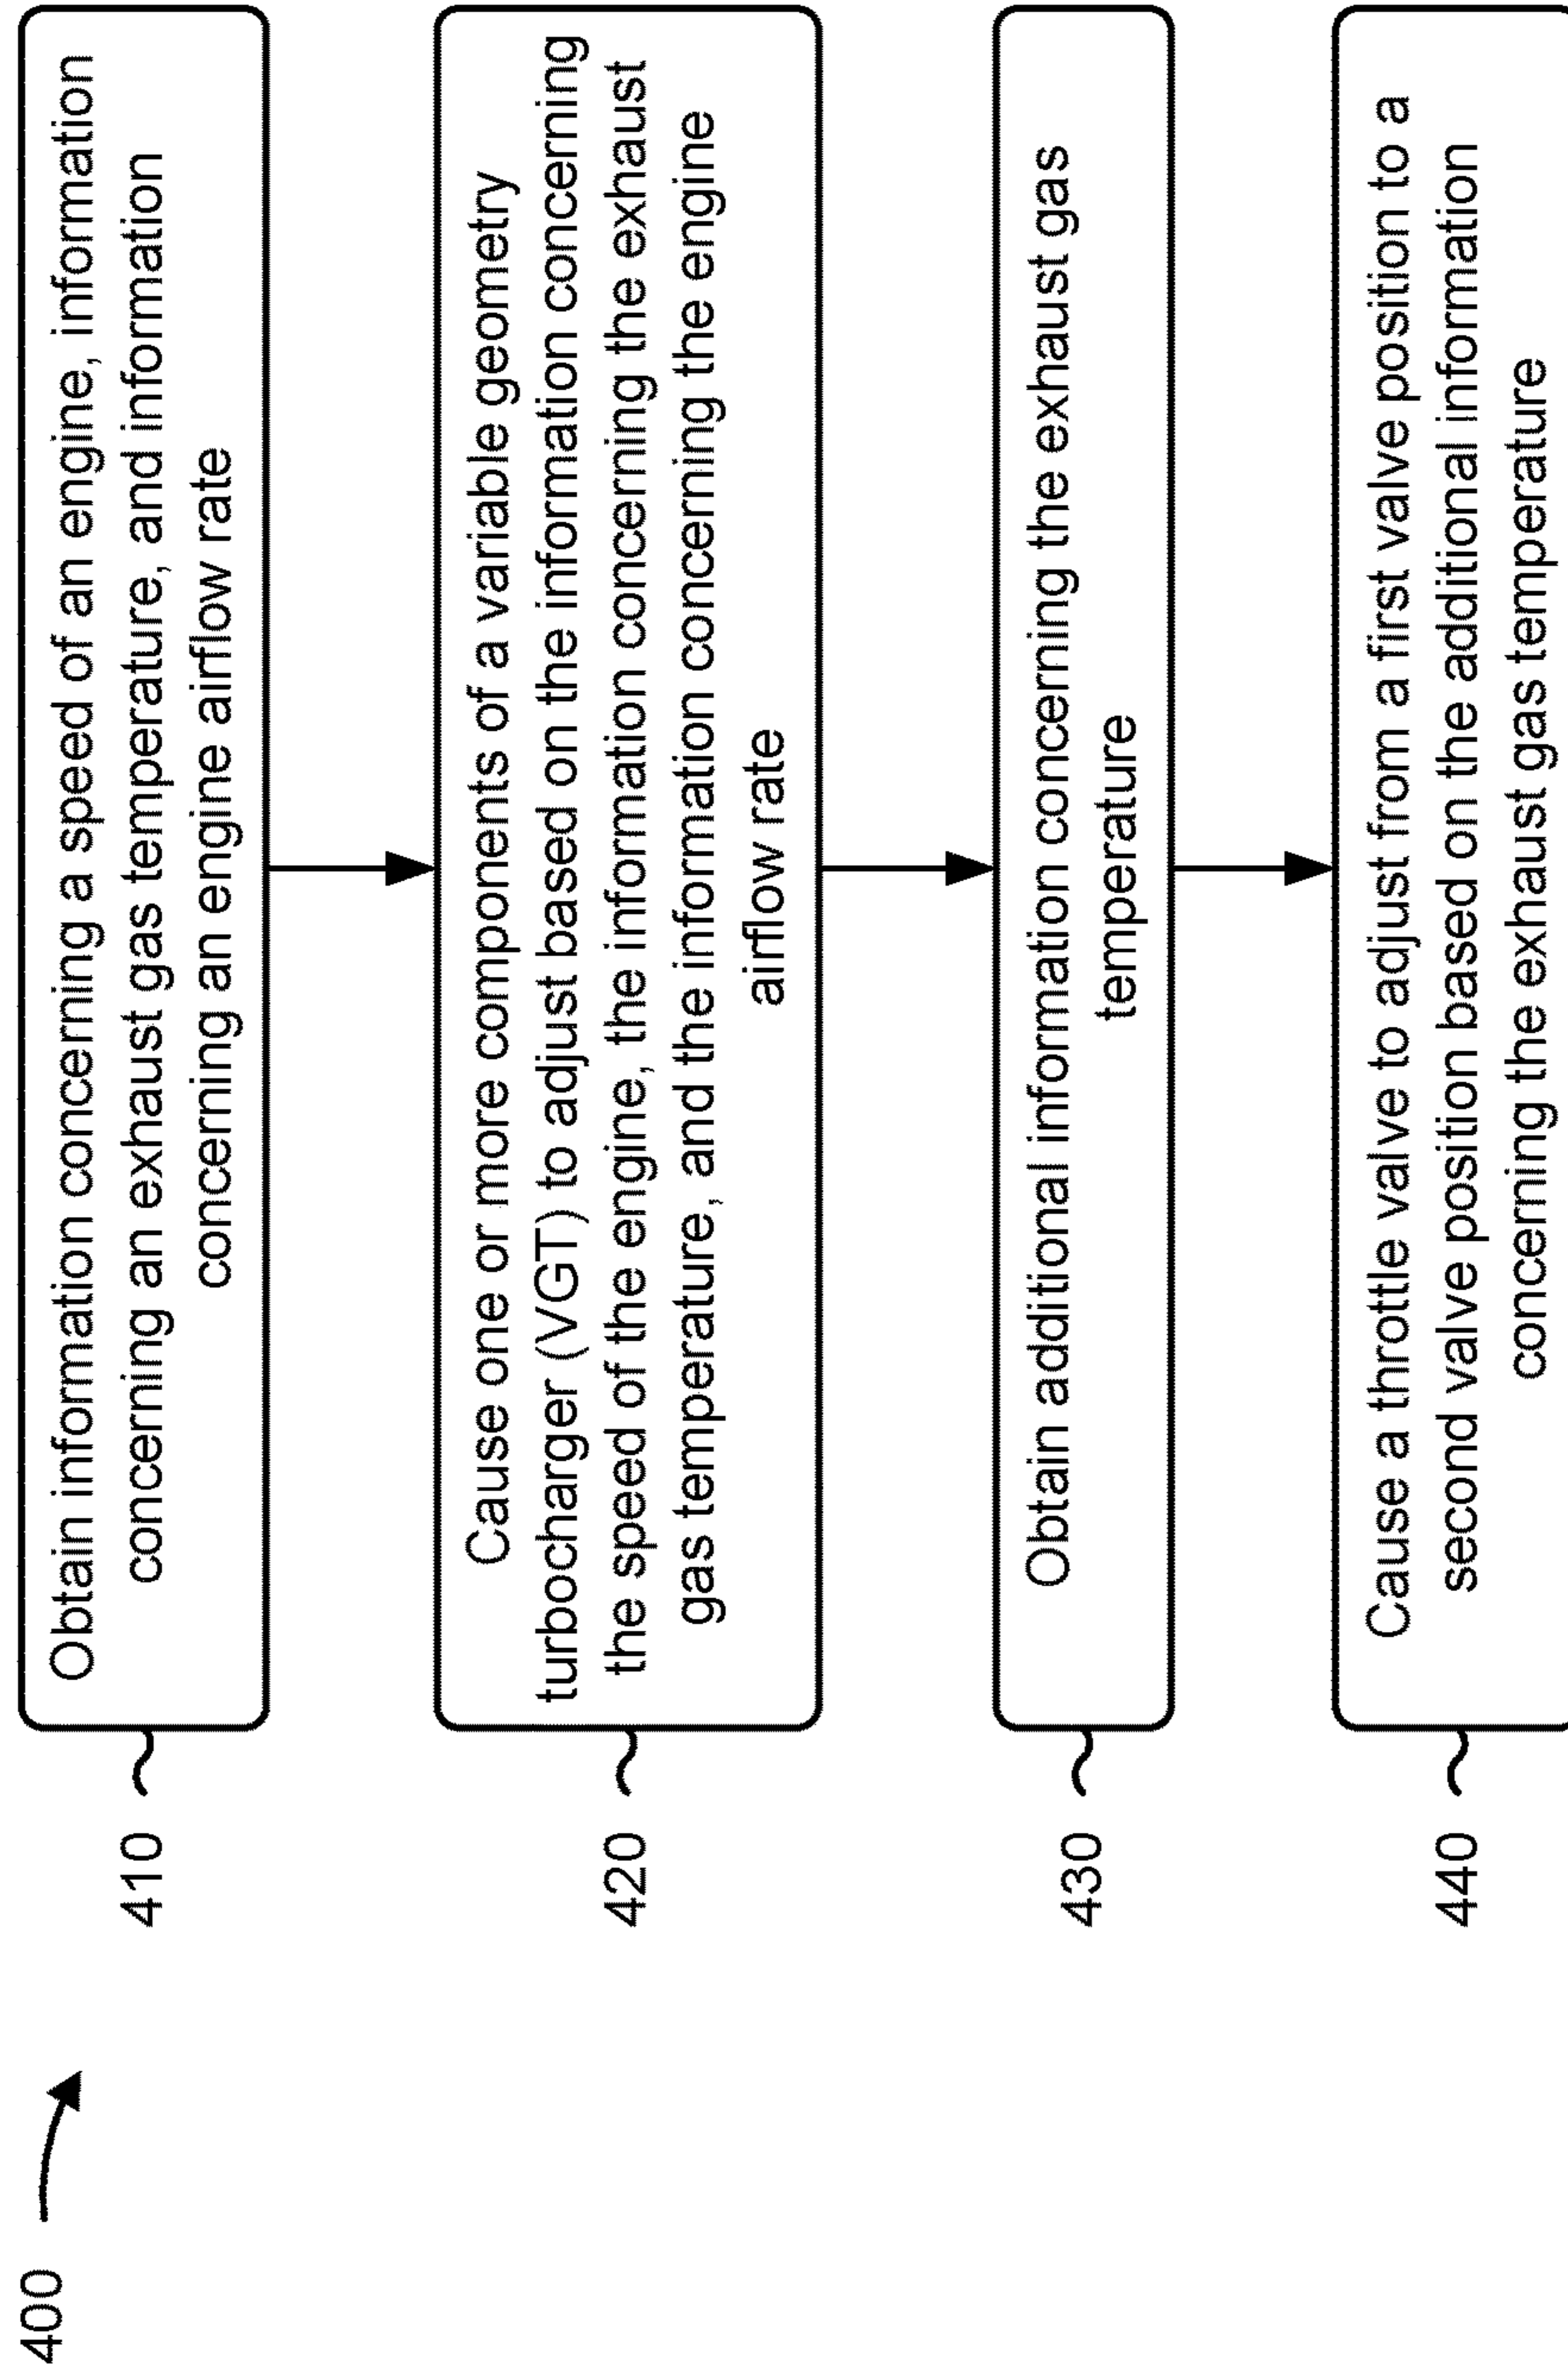 400
410
Obtain information concerning a speed of an engine, information
concerning an exhaust gas temperature, and information
concerning an engine airflow rate
420
Cause one or more components of a variable geometry
turbocharger (VGT) to adjust based on the information concerning
the speed of the engine, the information concerning the exhaust
gas temperature, and the information concerning the engine
airflow rate
430
Obtain additional information concerning the exhaust gas
temperature
440
Cause a throttle valve to adjust from a first valve position to a
second valve position based on the additional information
concerning the exhaust gas temperature